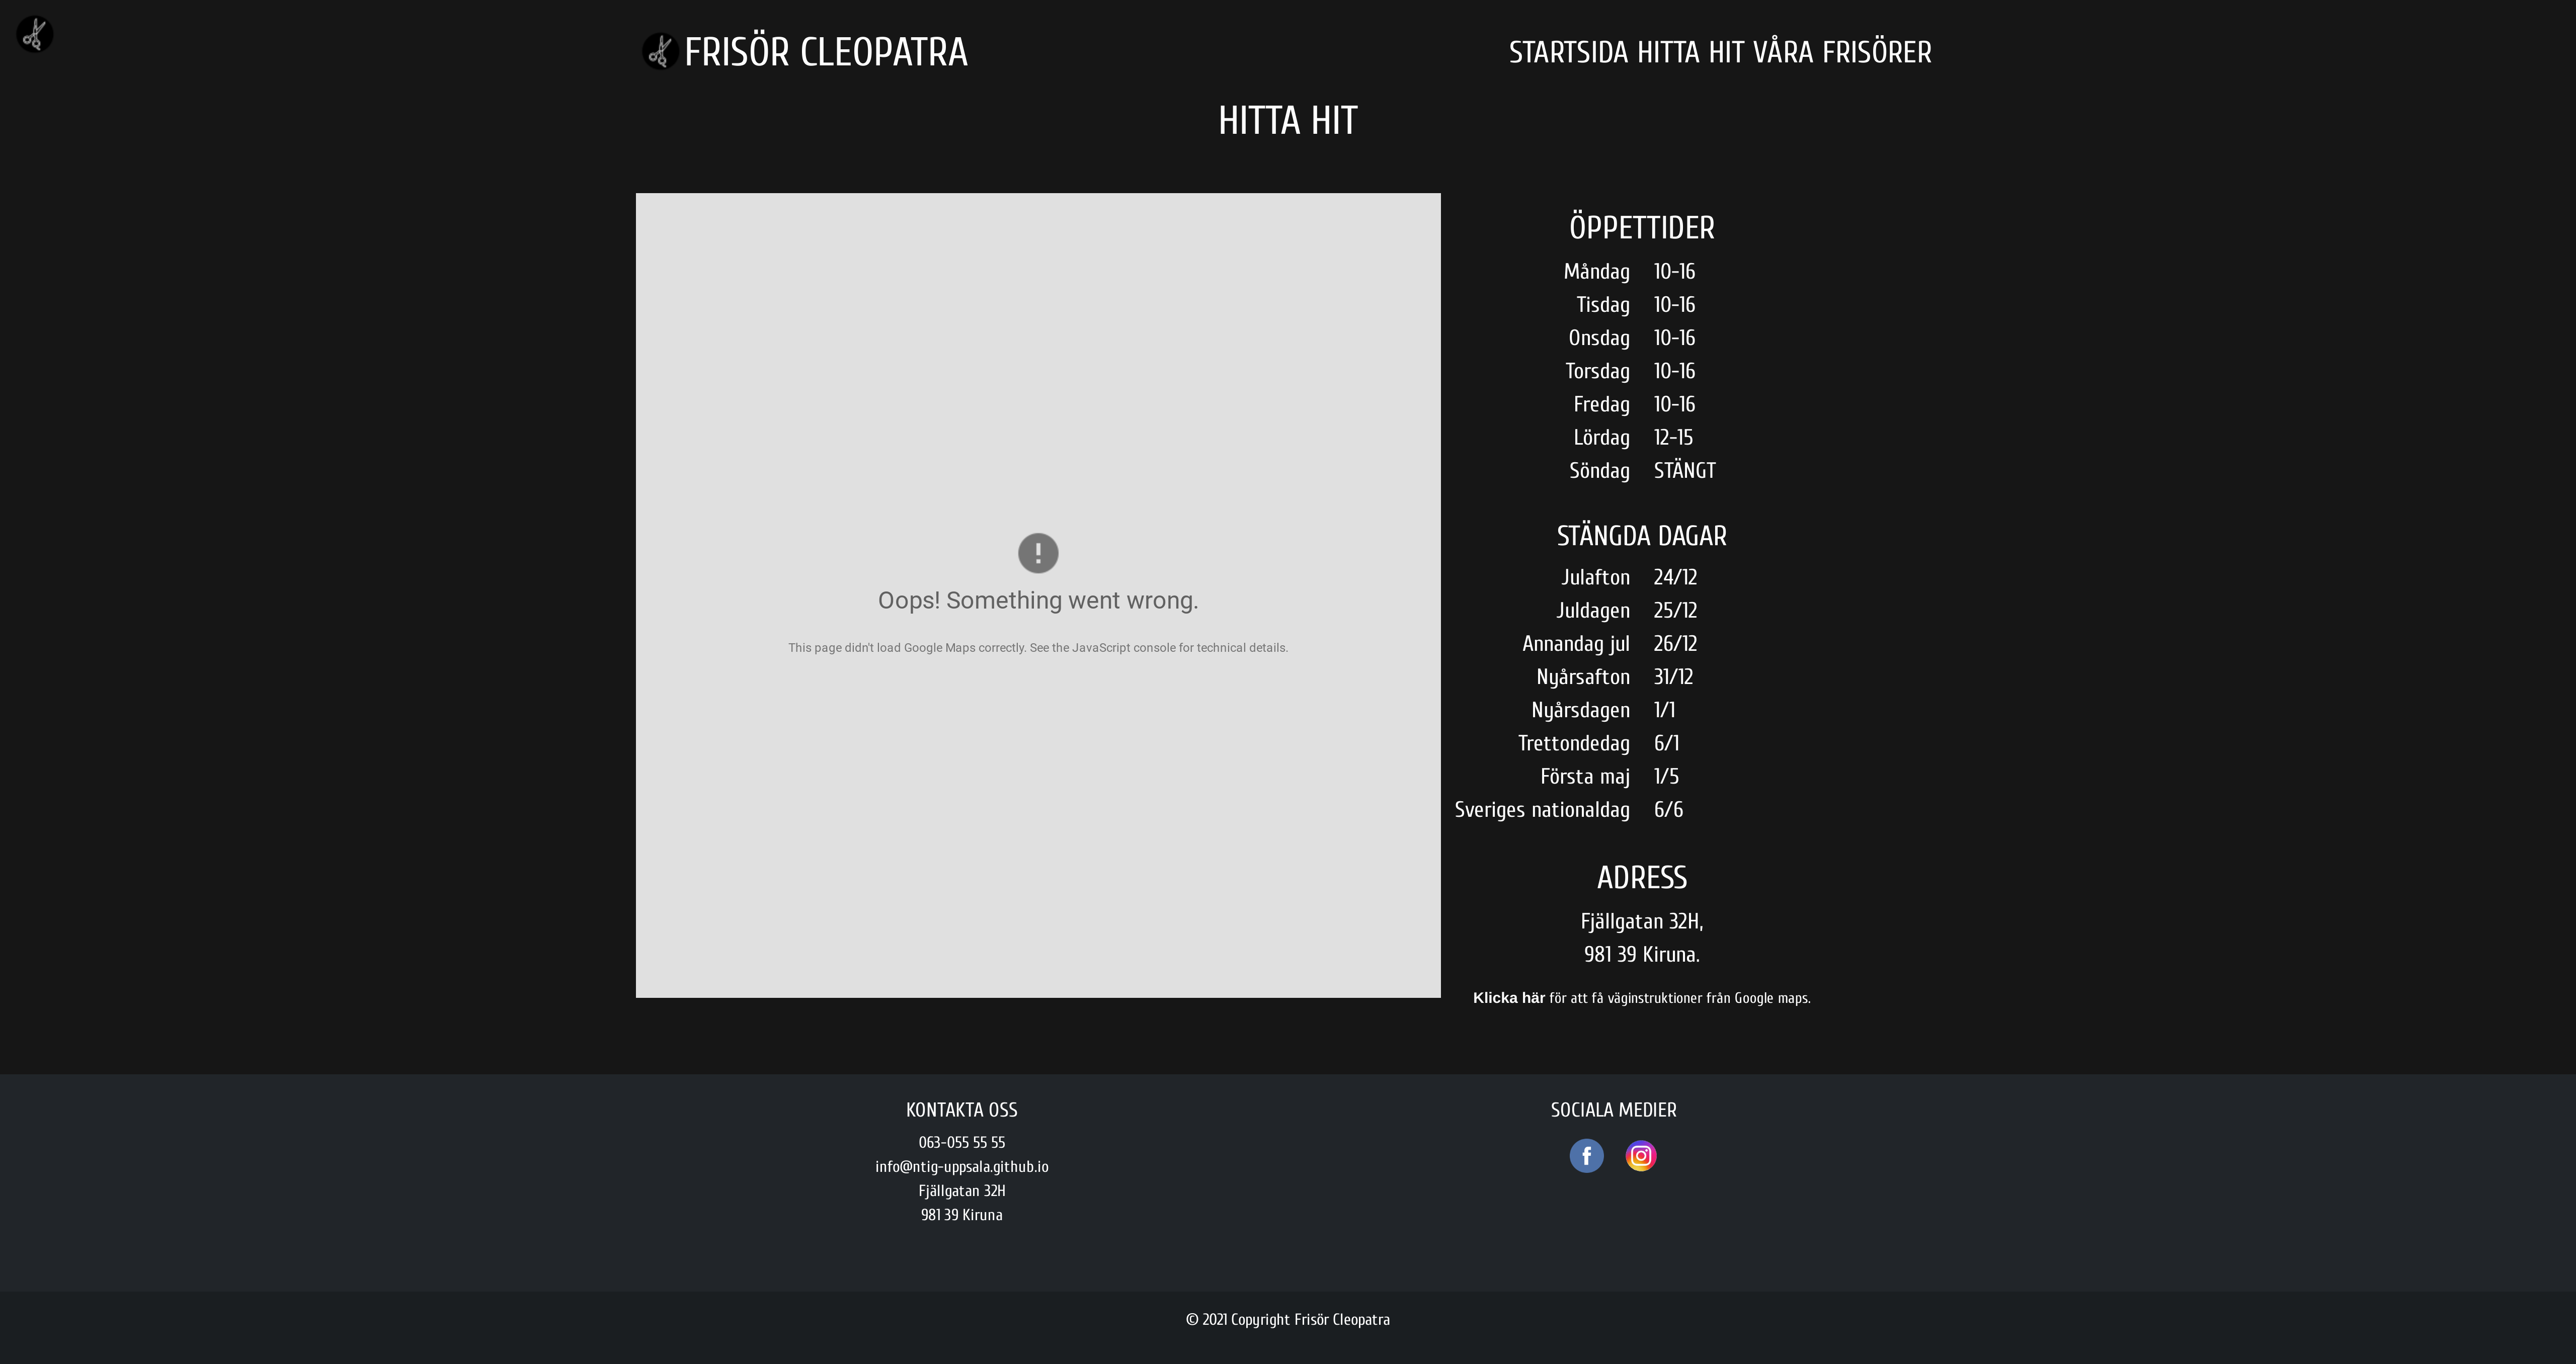 FRISÖR CLEOPATRA
STARTSIDA HITTA HIT VÅRA FRISÖRER
HITTA HIT
Oops! Something went wrong.
This page didn't load Google Maps correctly. See the JavaScript console for technical details.
ÖPPETTIDER
Måndag 10-16
Tisdag 10-16
Onsdag 10-16
Torsdag 10-16
Fredag 10-16
Lördag 12-15
Söndag STÄNGT
STÄNGDA DAGAR
Julafton 24/12
Juldagen 25/12
Annandag jul 26/12
Nyårsafton 31/12
Nyårsdagen 1/1
Trettondedag 6/1
Första maj 1/5
Sveriges nationaldag 6/6
ADRESS
Fjällgatan 32H,
981 39 Kiruna.
Klicka här för att få väginstruktioner från Google maps.
KONTAKTA OSS
063-055 55 55
info@ntig-uppsala.github.io
Fjällgatan 32H
981 39 Kiruna
SOCIALA MEDIER
© 2021 Copyright Frisör Cleopatra